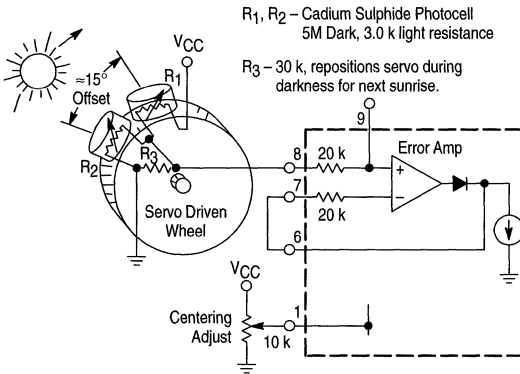 R1, R2 – Cadium Sulphide Photocell
5M Dark, 3.0 k light resistance
R3 – 30 k, repositions servo during
darkness for next sunrise.
VCC
≈15°
Offset
R1
R2
R3
Servo Driven
Wheel
9
8
20 k
Error Amp
+
7
–
20 k
6
VCC
Centering
Adjust
1
10 k